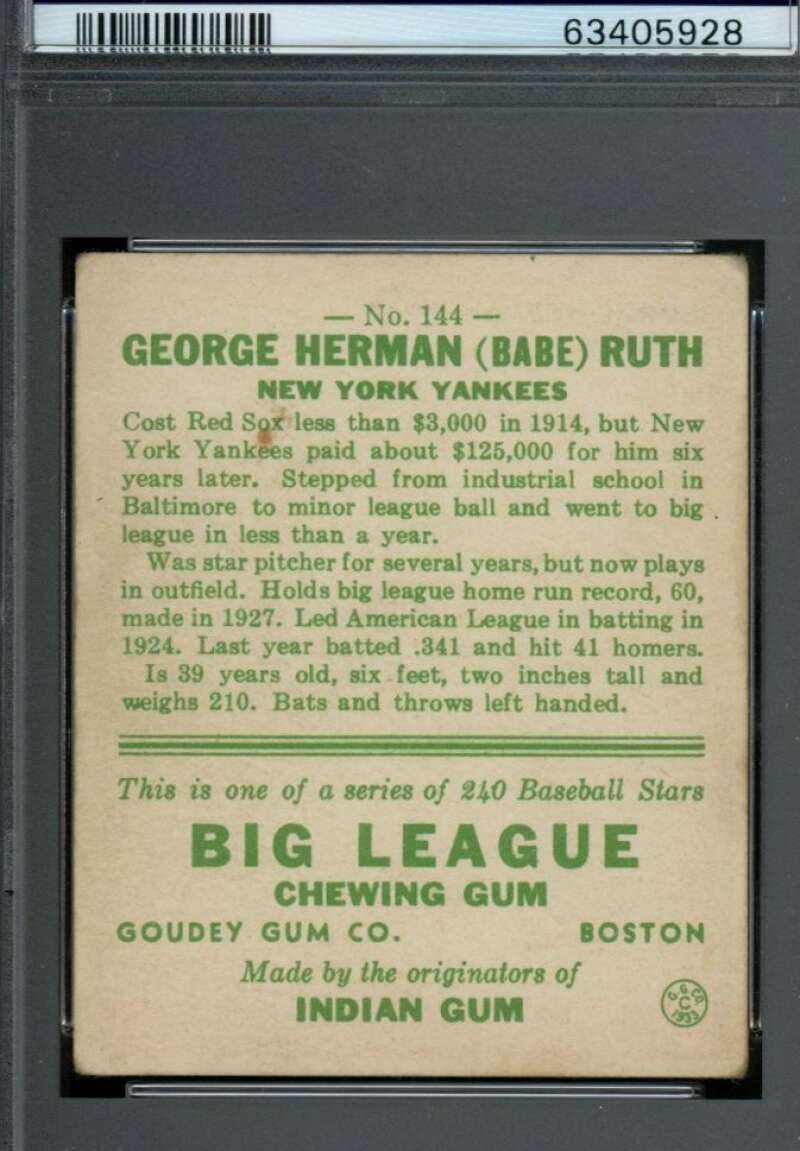 63405928
— No. 144 —
GEORGE HERMAN (BABE) RUTH
NEW YORK YANKEES
Cost Red Sox less than $3,000 in 1914, but New
York Yankees paid about $125,000 for him six
years later. Stepped from industrial school in
Baltimore to minor league ball and went to big
league in less than a year.
Was star pitcher for several years, but now plays
in outfield. Holds big league home run record, 60,
made in 1927. Led American League in batting in
1924. Last year batted .341 and hit 41 homers.
Is 39 years old, six feet, two inches tall and
weighs 210. Bats and throws left handed.
This is one of a series of 240 Baseball Stars
BIG LEAGUE
CHEWING GUM
GOUDEY GUM CO. BOSTON
Made by the originators of
INDIAN GUM
G.G.CO.
C
1933